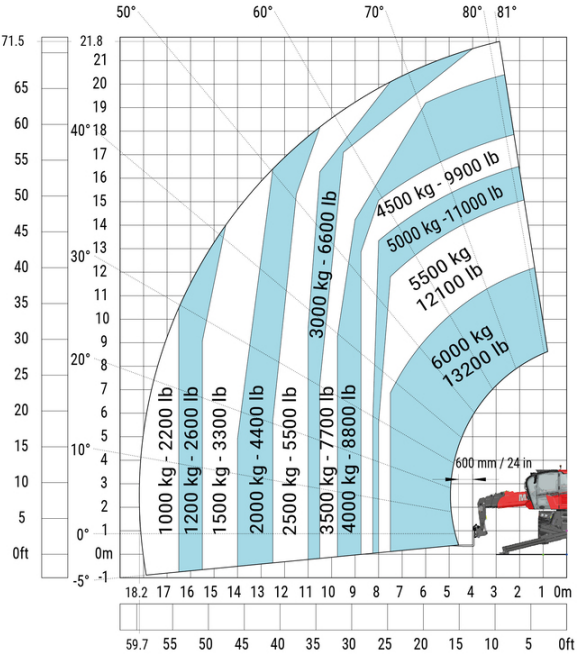 50° 60° 70° 80° 81°
71.5 21.8
21
65 20
19
60 40° 18
17
55 16
50 15
14
45 30° 13
12
40 11
35 10
9
30 8
20° 7
25
20 6
5
15 10° 4
3
10 2
5 0° 1
0ft 0m
-5° -1
4500 kg - 9900 lb
5000 kg -11000 lb
5500 kg
12100 lb
6000 kg
13200 lb
3000 kg - 6600 lb
1000 kg - 2200 lb
1200 kg - 2600 lb
1500 kg - 3300 lb
2000 kg - 4400 lb
2500 kg - 5500 lb
3500 kg - 7700 lb
4000 kg - 8800 lb
600 mm / 24 in
18.2 17 16 15 14 13 12 11 10 9 8 7 6 5 4 3 2 1 0m
59.7 55 50 45 40 35 30 25 20 15 10 5 0ft